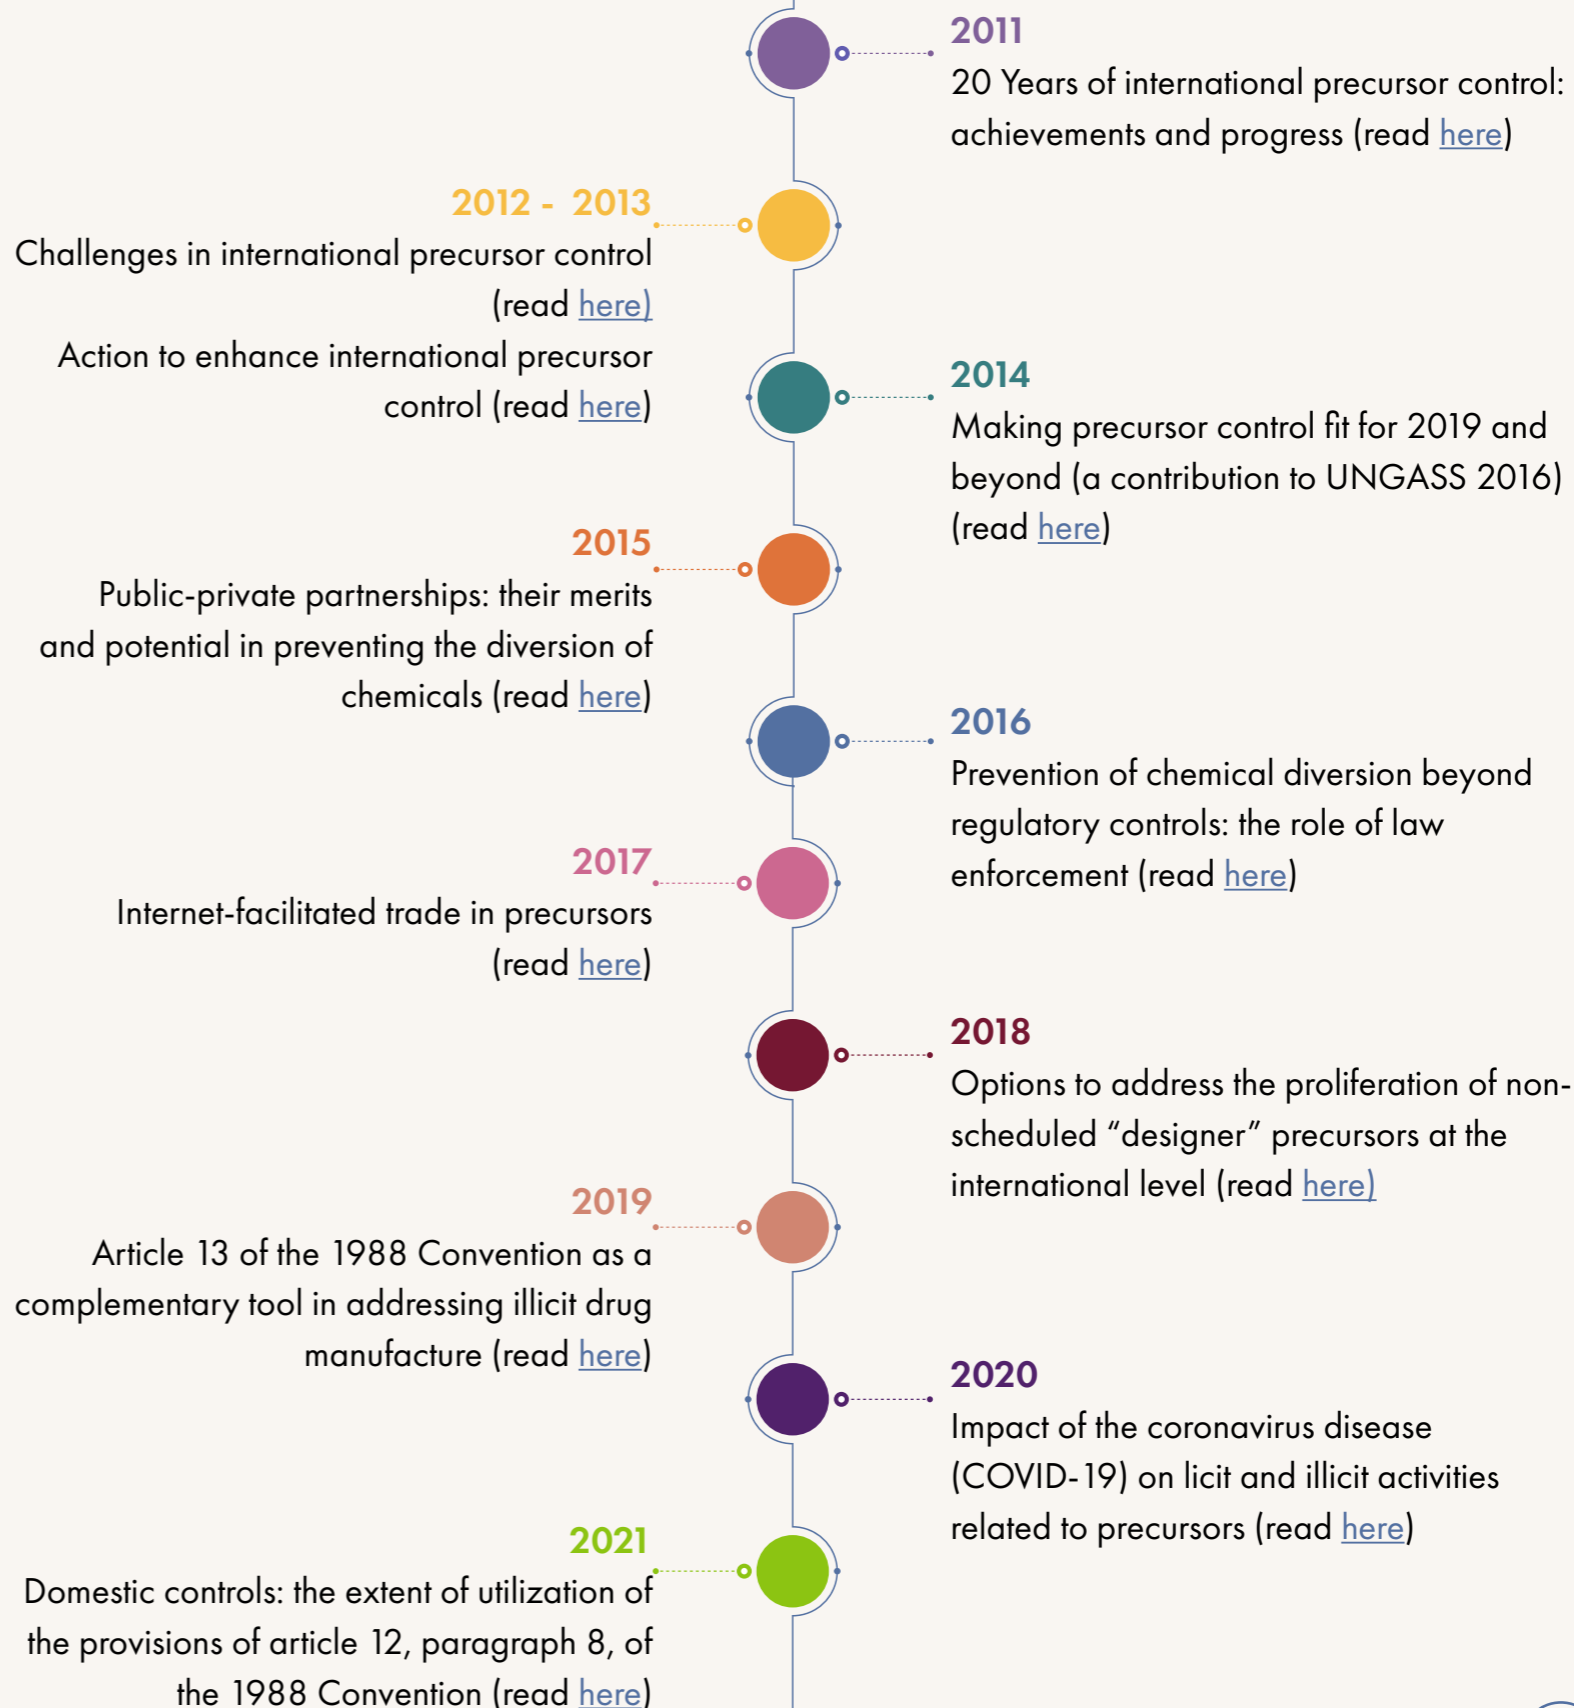 2011
20 Years of international precursor control:
achievements and progress (read here)
2012 - 2013
Challenges in international precursor control
(read here)
Action to enhance international precursor
control (read here)
2014
Making precursor control fit for 2019 and
beyond (a contribution to UNGASS 2016)
(read here)
2015
Public-private partnerships: their merits
and potential in preventing the diversion of
chemicals (read here)
2016
Prevention of chemical diversion beyond
regulatory controls: the role of law
enforcement (read here)
2017
Internet-facilitated trade in precursors
(read here)
2018
Options to address the proliferation of non-
scheduled “designer” precursors at the
international level (read here)
2019
Article 13 of the 1988 Convention as a
complementary tool in addressing illicit drug
manufacture (read here)
2020
Impact of the coronavirus disease
(COVID-19) on licit and illicit activities
related to precursors (read here)
2021
Domestic controls: the extent of utilization of
the provisions of article 12, paragraph 8, of
the 1988 Convention (read here)